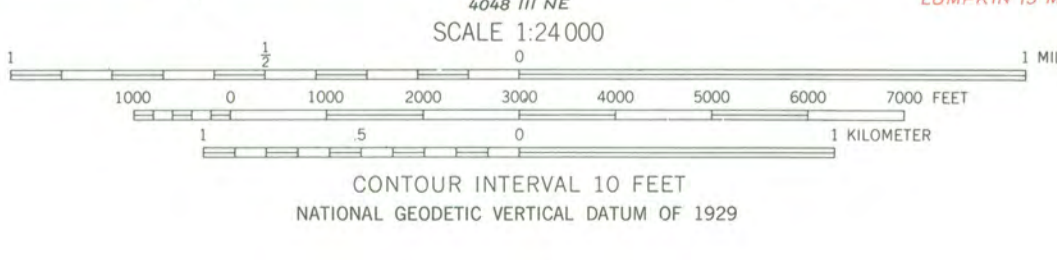 4048 III NE
SCALE 1:24 000
1 ½ 0 1
1000 0 1000 2000 3000 4000 5000 6000 7000 FEET
1 .5 0 1 KILOMETER
CONTOUR INTERVAL 10 FEET
NATIONAL GEODETIC VERTICAL DATUM OF 1929